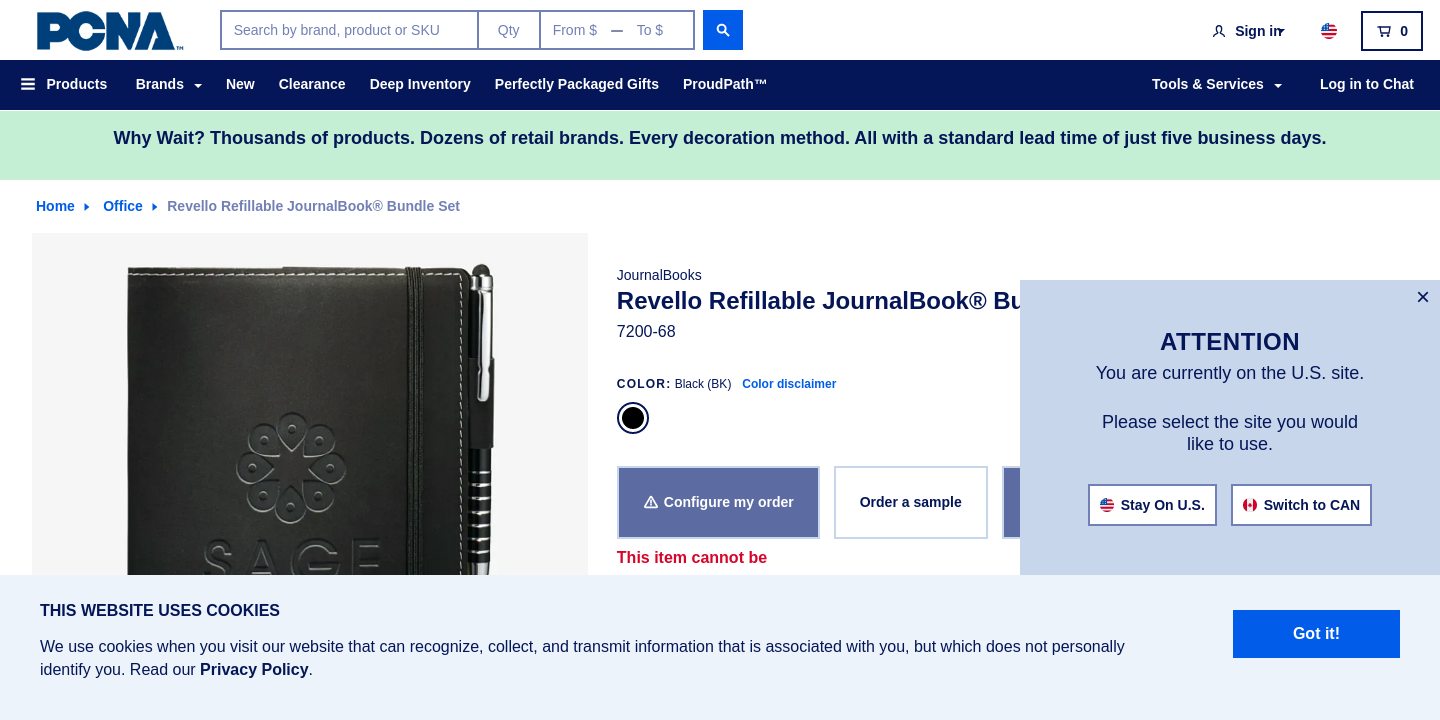 PCNA™
Search by brand, product or SKU
Qty
From $ — To $
Sign in
0
Products
Brands
New
Clearance
Deep Inventory
Perfectly Packaged Gifts
ProudPath™
Tools & Services
Log in to Chat
Why Wait? Thousands of products. Dozens of retail brands. Every decoration method. All with a standard lead time of just five business days.
Home
Office
Revello Refillable JournalBook® Bundle Set
SAGE
JournalBooks
Revello Refillable JournalBook® Bu
7200-68
COLOR: Black (BK) Color disclaimer
Configure my order
Order a sample
This item cannot be
×
ATTENTION
You are currently on the U.S. site.
Please select the site you would
like to use.
Stay On U.S.
Switch to CAN
THIS WEBSITE USES COOKIES
We use cookies when you visit our website that can recognize, collect, and transmit information that is associated with you, but which does not personally
identify you. Read our Privacy Policy.
Got it!